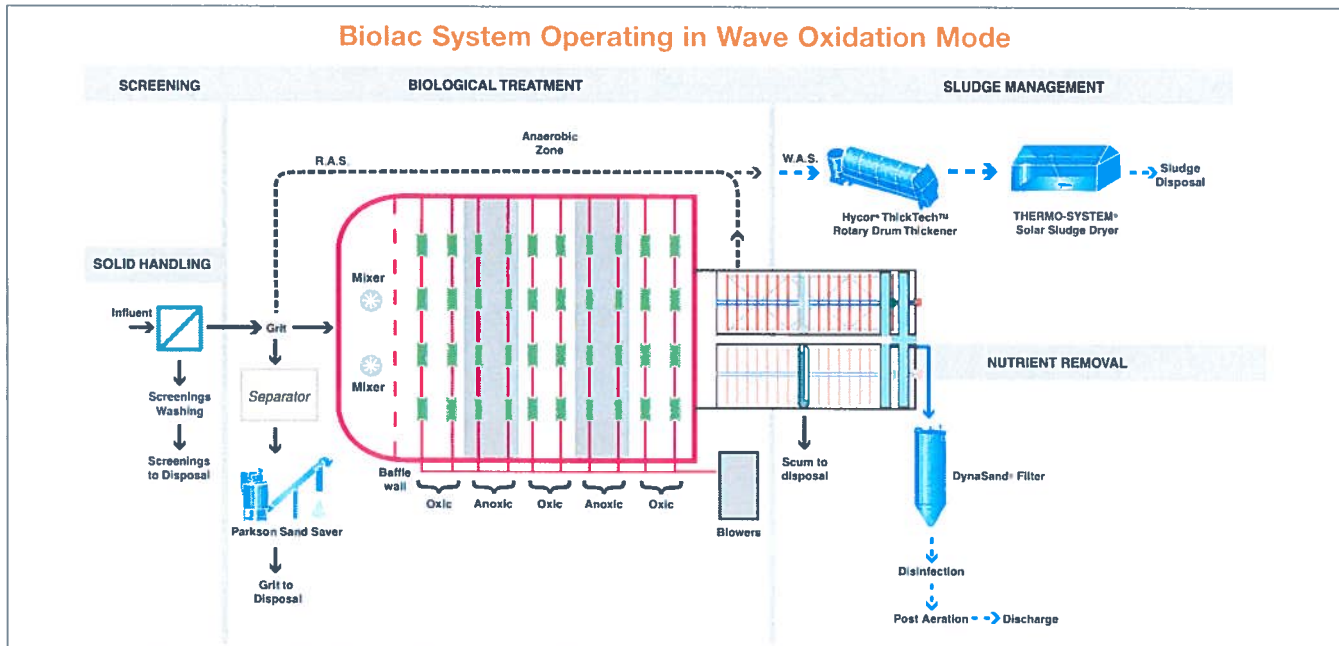 Biolac System Operating in Wave Oxidation Mode
SCREENING
BIOLOGICAL TREATMENT
SLUDGE MANAGEMENT
Anaerobic
Zone
R.A.S.
W.A.S.
Sludge
Disposal
Hycor® ThickTech™
Rotary Drum Thickener
THERMO-SYSTEM®
Solar Sludge Dryer
SOLID HANDLING
Mixer
Influent
Grit
NUTRIENT REMOVAL
Mixer
Screenings
Washing
Separator
Screenings
to Disposal
Baffle
wall
Scum to
disposal
DynaSand® Filter
Oxic
Anoxic
Oxic
Anoxic
Oxic
Parkson Sand Saver
Blowers
Disinfection
Grit to
Disposal
Post Aeration
Discharge